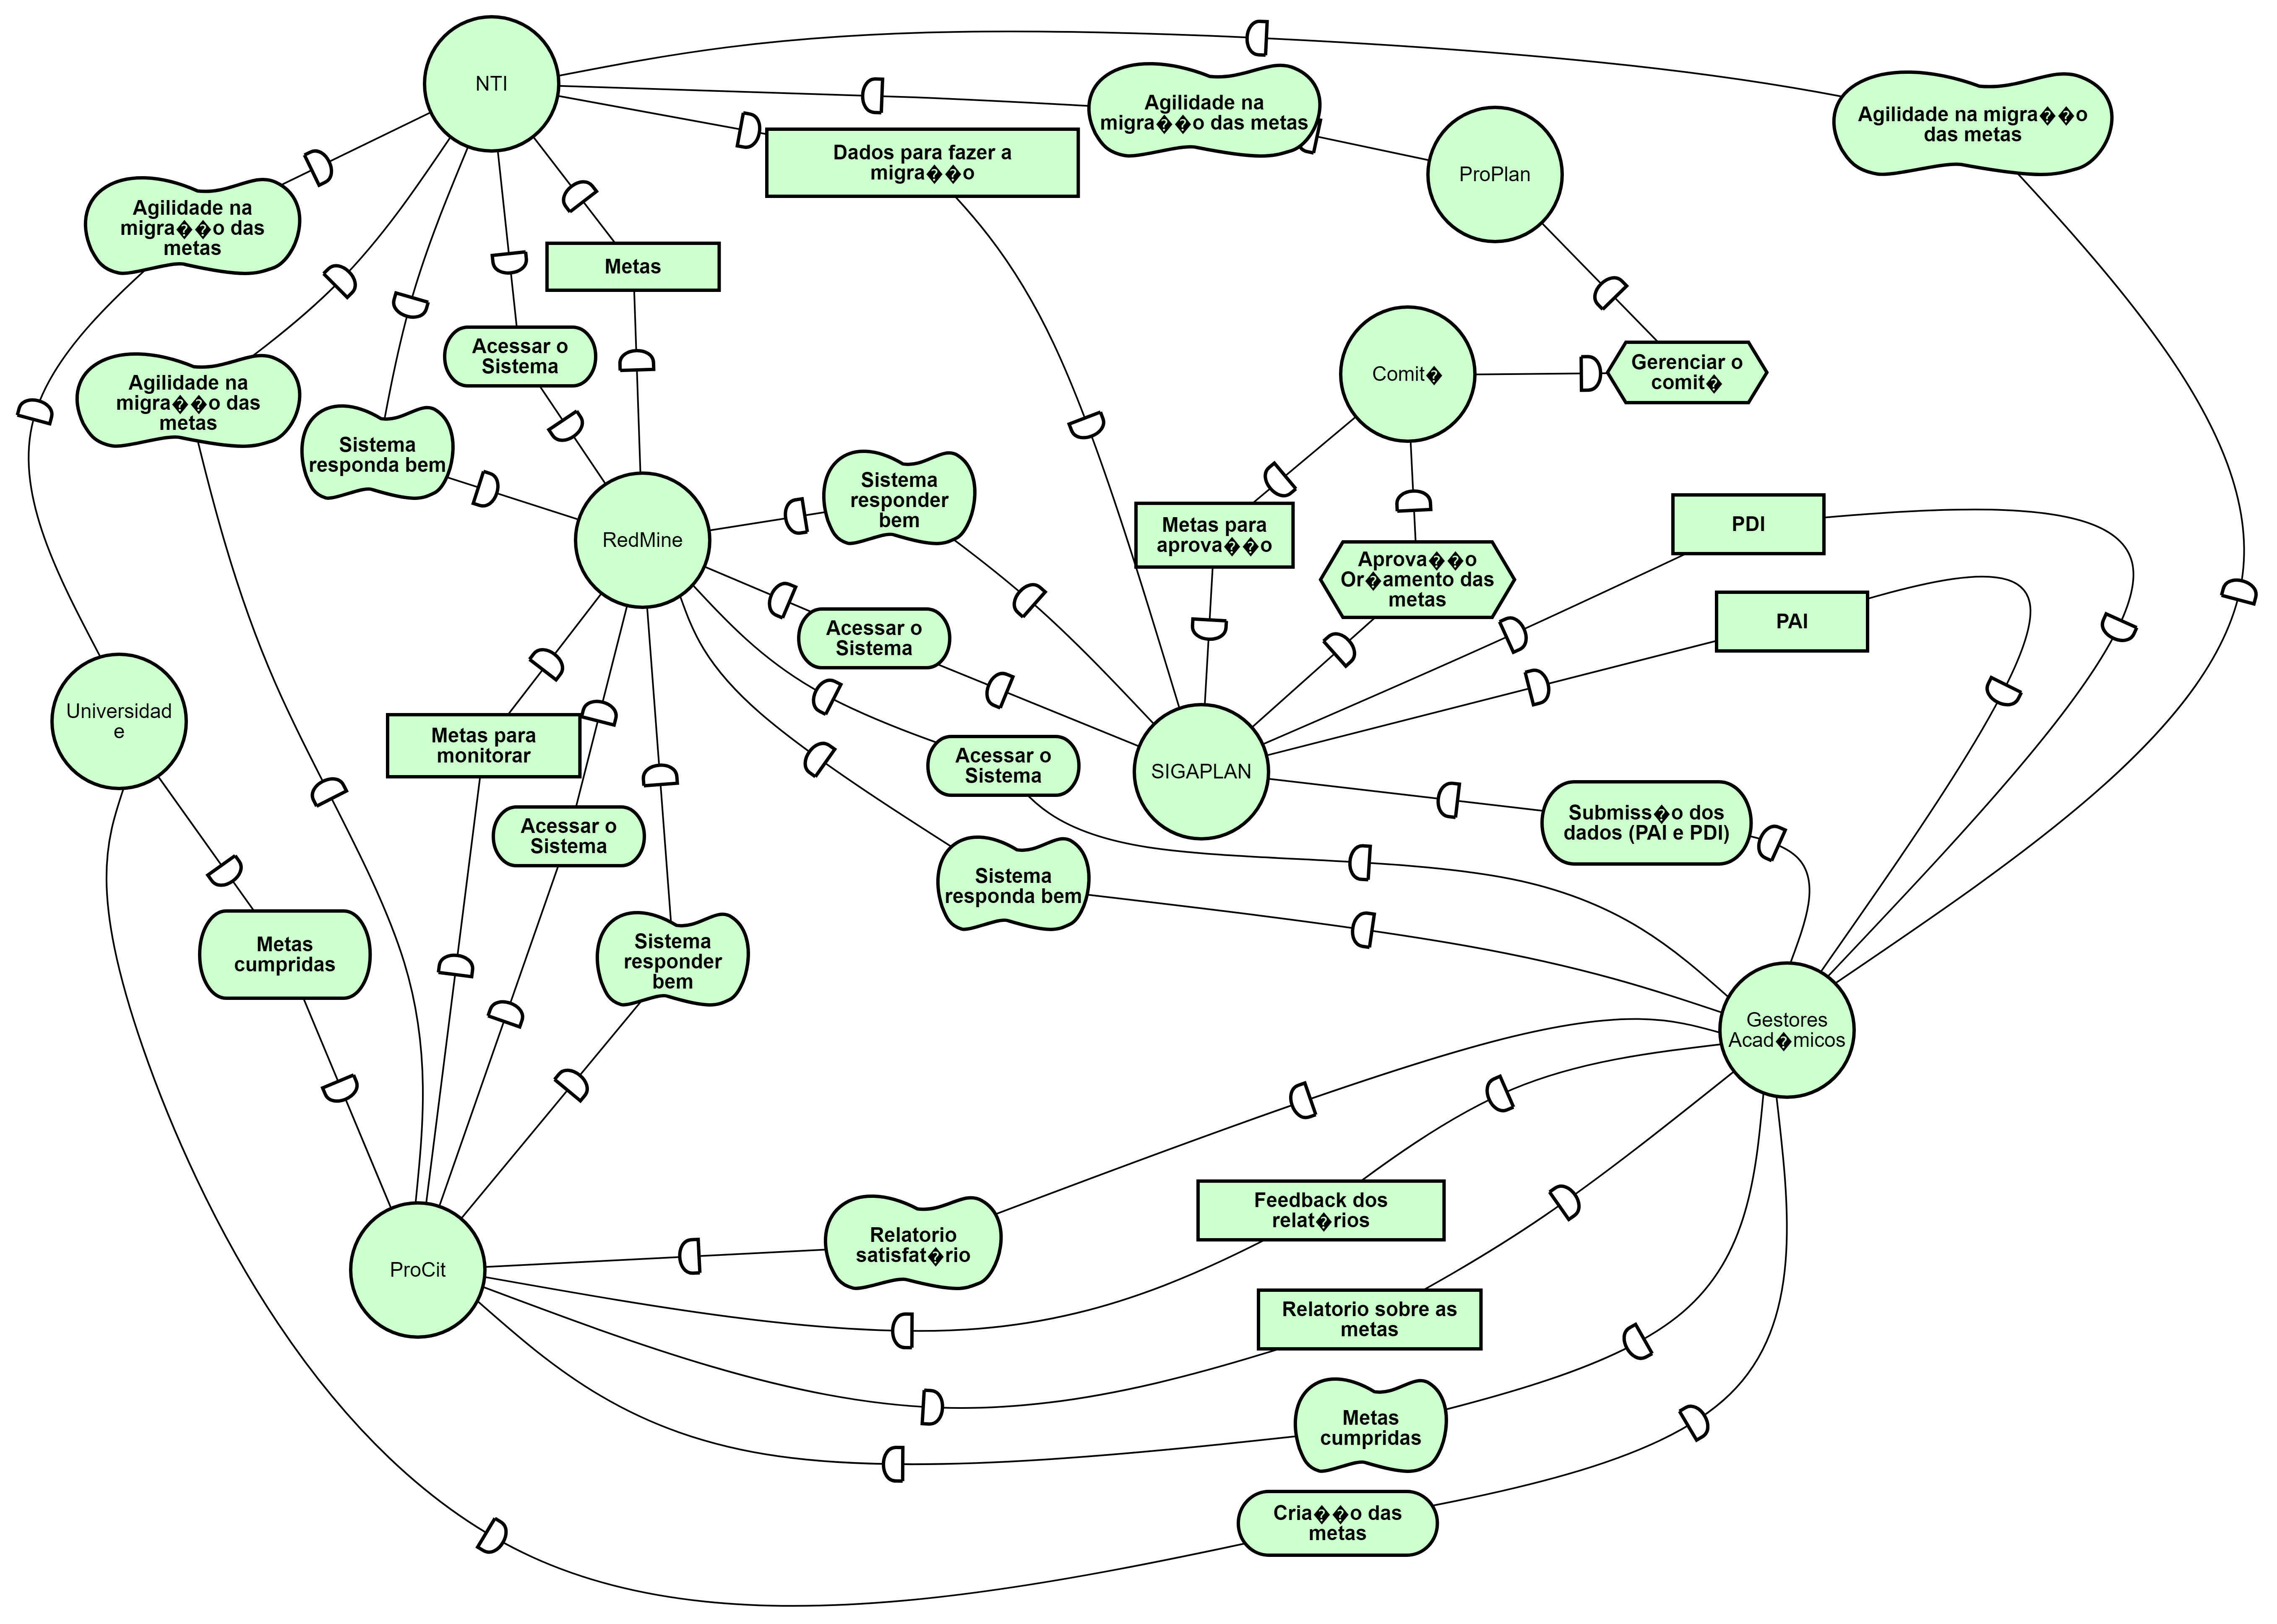 NTI
Agilidade na
migra��o das metas
Agilidade na migra��o
das metas
Dados para fazer a
migra��o
ProPlan
Agilidade na
migra��o das
metas
Metas
Acessar o
Sistema
Agilidade na
migra��o das
metas
Comit�
Gerenciar o
comit�
Sistema
responda bem
Sistema
responder
bem
RedMine
Metas para
aprova��o
Aprova��o
Or�amento das
metas
PDI
PAI
Acessar o
Sistema
Universidad
e
Metas para
monitorar
Acessar o
Sistema
SIGAPLAN
Acessar o
Sistema
Submiss�o dos
dados (PAI e PDI)
Sistema
responda bem
Metas
cumpridas
Sistema
responder
bem
Gestores
Acad�micos
Feedback dos
relat�rios
Relatorio
satisfat�rio
ProCit
Relatorio sobre as
metas
Metas
cumpridas
Cria��o das
metas